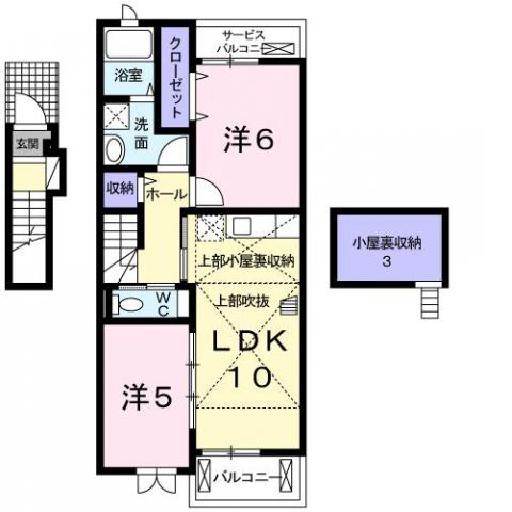 サービス
バルコニー
クローゼット
浴室
洗面
洋6
玄関
収納
ホール
上部小屋裏収納
小屋裏収納
3
上部吹抜
WC
LDK
10
洋5
バルコニー